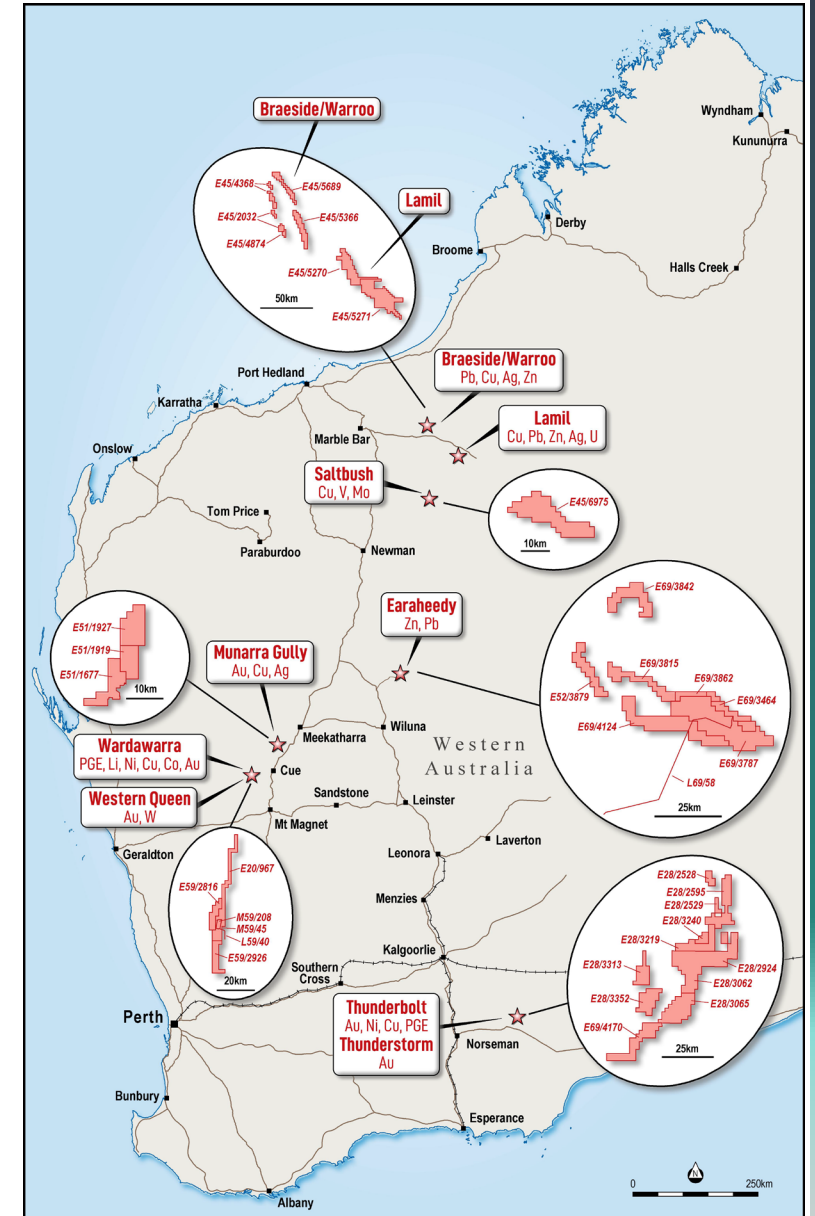 Braeside/Warroo
E45/4368
E45/5689
E45/2032
E45/5366
E45/4874
E45/5270
E45/5271
50km
Lamil
Wyndham
Kununurra
Derby
Broome
Halls Creek
Port Hedland
Karratha
Onslow
Marble Bar
Braeside/Warroo
Pb, Cu, Ag, Zn
Lamil
Cu, Pb, Zn, Ag, U
Saltbush
Cu, V, Mo
E45/6975
10km
Tom Price
Paraburdoo
Newman
E51/1927
E51/1919
E51/1677
10km
Munarra Gully
Au, Cu, Ag
Earaheedy
Zn, Pb
E69/3842
E69/3815
E69/3862
E52/3879
E69/3464
E69/4124
E69/3787
L69/58
25km
Meekatharra
Wiluna
Western
Australia
Wardawarra
PGE, Li, Ni, Cu, Co, Au
Western Queen
Au, W
Cue
Sandstone
Leinster
Mt Magnet
Geraldton
Leonora
Laverton
E20/967
E59/2816
M59/208
M59/45
L59/40
E59/2926
20km
Menzies
Kalgoorlie
Southern
Cross
E28/2528
E28/2595
E28/2529
E28/3240
E28/3219
E28/3313
E28/2924
E28/3062
E28/3352
E28/3065
E69/4170
25km
Perth
Thunderbolt
Au, Ni, Cu, PGE
Thunderstorm
Au
Norseman
Bunbury
Esperance
Albany
N
0
250km